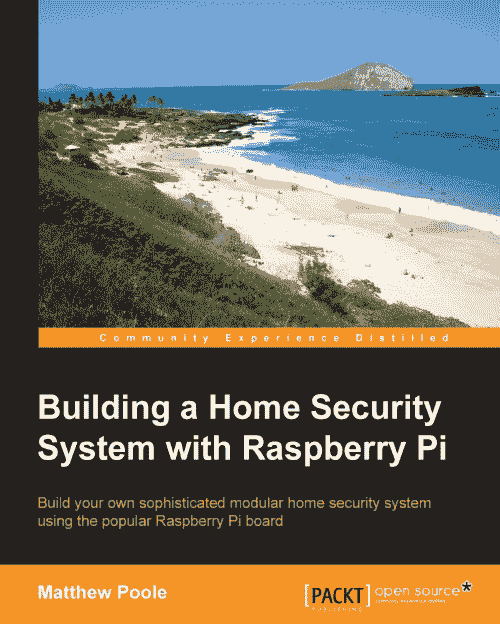 Community Experience Distilled
Building a Home Security
System with Raspberry Pi
Build your own sophisticated modular home security system
using the popular Raspberry Pi board
Matthew Poole
[PACKT] open source*
PUBLISHING